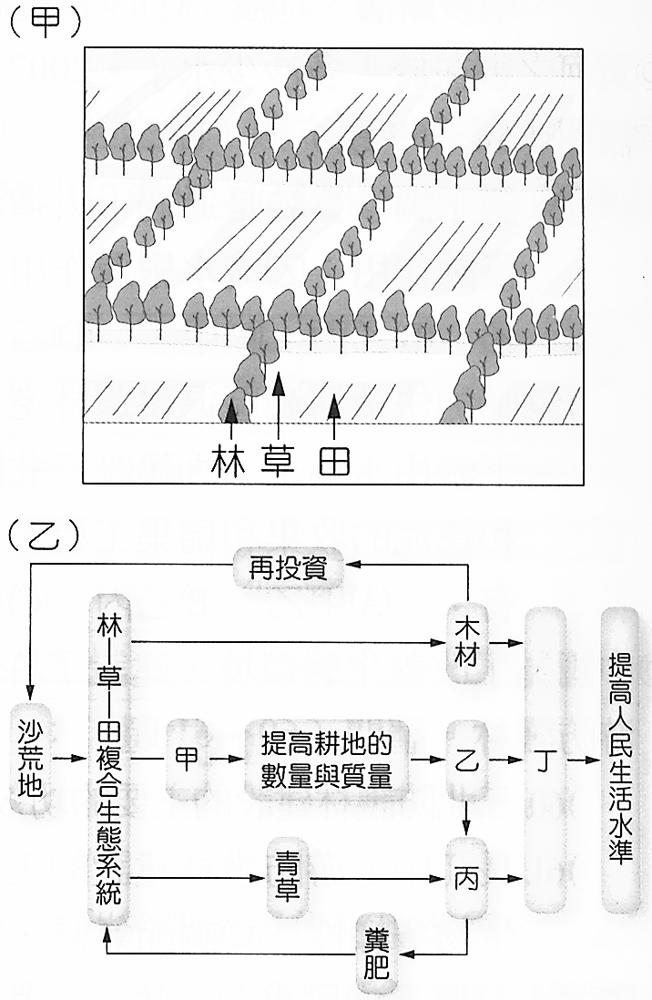 （甲）
林 草 田
（乙）
再投資
林─草─田複合生態系統
木材
提高人民生活水準
沙荒地
甲
提高耕地的
數量與質量
乙
丁
青草
丙
糞肥